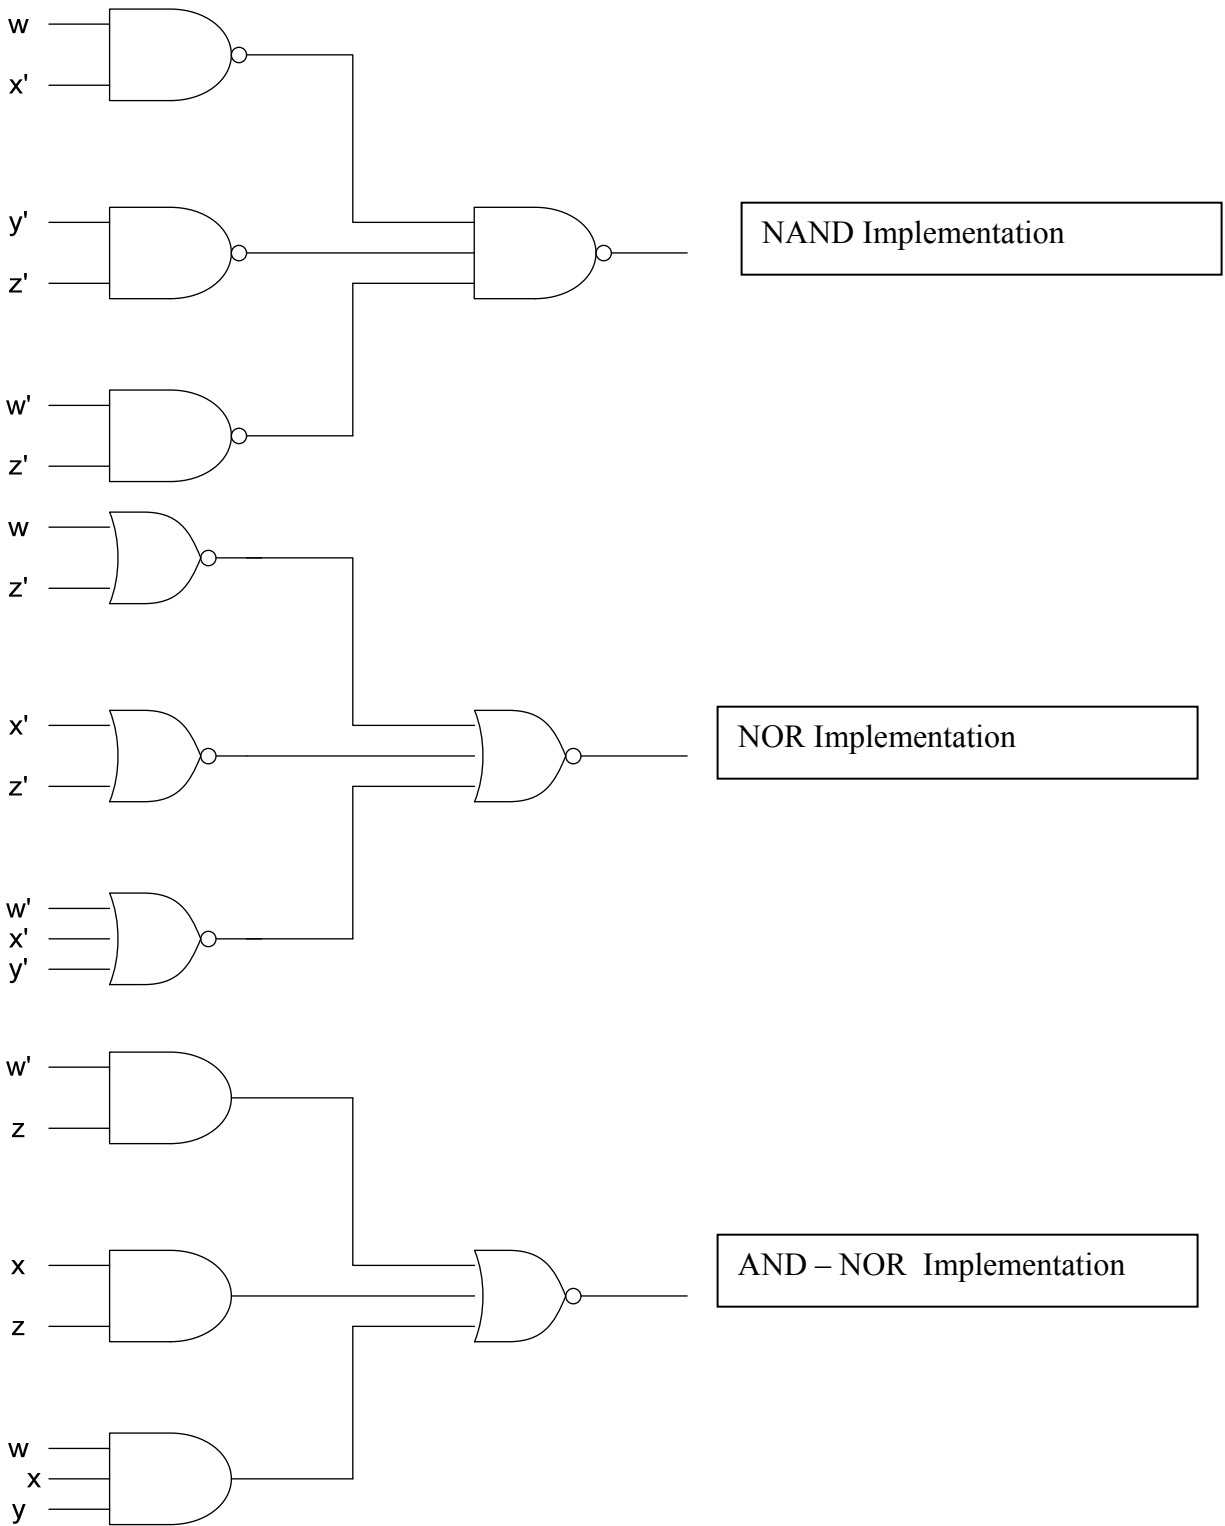 w
x'
y'
z'
NAND Implementation
w'
z'
w
z'
x'
z'
NOR Implementation
w'
x'
y'
w'
z
x
z
AND – NOR Implementation
w
x
y